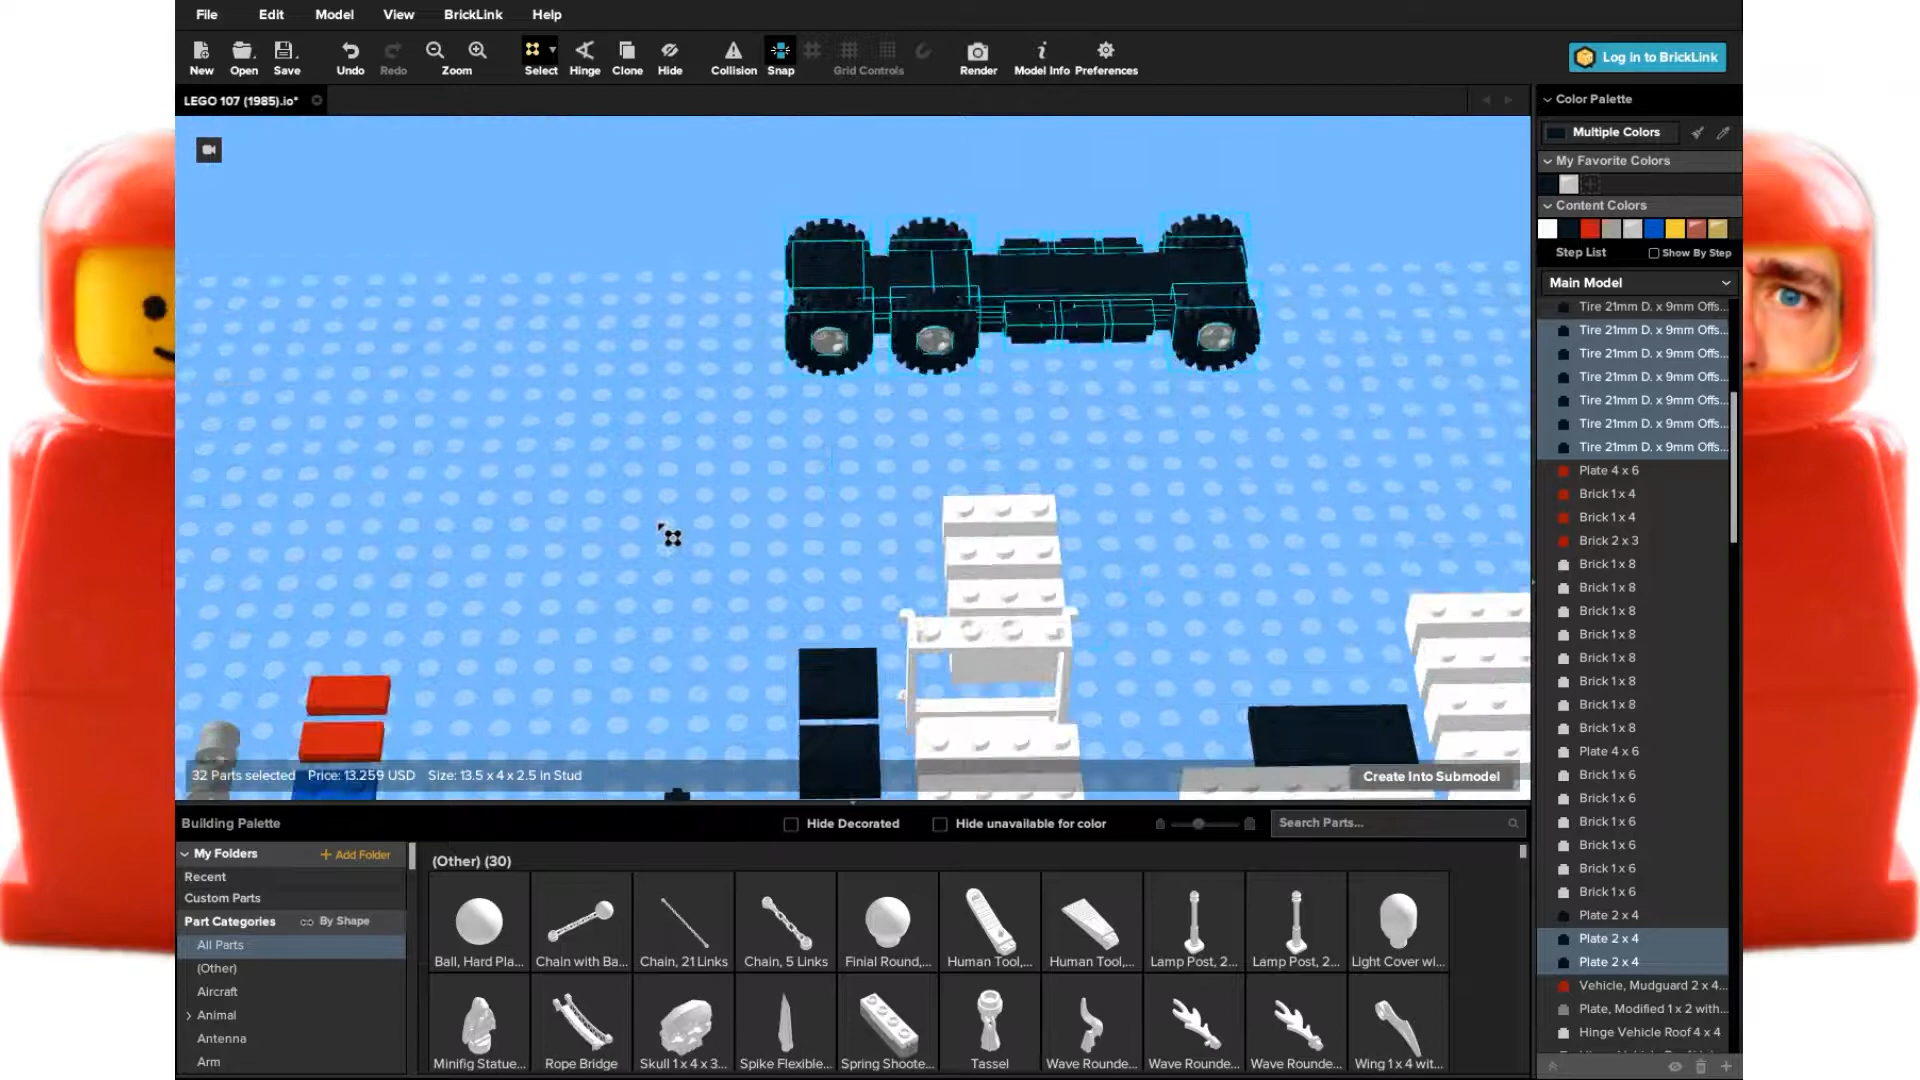 File Edit Model View BrickLink Help
New Open Save Undo Redo Zoom Select Hinge Clone Hide Collision Snap Grid Controls Render Model Info Preferences
Log in to BrickLink
LEGO 107 (1985).io*
Color Palette
Multiple Colors
My Favorite Colors
Content Colors
Step List Show By Step
Main Model
Tire 21mm D. x 9mm Offs...
Tire 21mm D. x 9mm Offs...
Tire 21mm D. x 9mm Offs...
Tire 21mm D. x 9mm Offs...
Tire 21mm D. x 9mm Offs...
Tire 21mm D. x 9mm Offs...
Tire 21mm D. x 9mm Offs...
Plate 4 x 6
Brick 1 x 4
Brick 1 x 4
Brick 2 x 3
Brick 1 x 8
Brick 1 x 8
Brick 1 x 8
Brick 1 x 8
Brick 1 x 8
Brick 1 x 8
Brick 1 x 8
Brick 1 x 8
Plate 4 x 6
Brick 1 x 6
Brick 1 x 6
Brick 1 x 6
Brick 1 x 6
Brick 1 x 6
Brick 1 x 6
Plate 2 x 4
Plate 2 x 4
Plate 2 x 4
Vehicle, Mudguard 2 x 4...
Plate, Modified 1 x 2 with...
Hinge Vehicle Roof 4 x 4
32 Parts selected Price: 13.259 USD Size: 13.5 x 4 x 2.5 in Stud
Create Into Submodel
Building Palette
Hide Decorated Hide unavailable for color
Search Parts...
My Folders + Add Folder
Recent
Custom Parts
Part Categories By Shape
All Parts
(Other)
Aircraft
Animal
Antenna
Arm
(Other) (30)
Ball, Hard Pla... Chain with Ba... Chain, 21 Links Chain, 5 Links Finial Round,... Human Tool,... Human Tool,... Lamp Post, 2... Lamp Post, 2... Light Cover wi...
Minifig Statue... Rope Bridge Skull 1 x 4 x 3... Spike Flexible... Spring Shoote... Tassel Wave Rounde... Wave Rounde... Wave Rounde... Wing 1 x 4 wit...